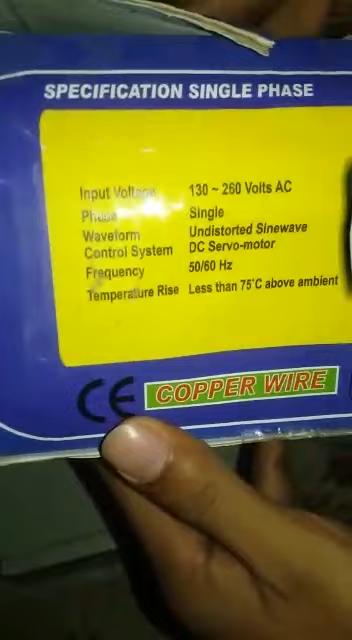 SPECIFICATION SINGLE PHASE
Input Voltage 130 ~ 260 Volts AC
Phase Single
Waveform Undistorted Sinewave
Control System DC Servo-motor
Frequency 50/60 Hz
Temperature Rise Less than 75°C above ambient
CE COPPER WIRE